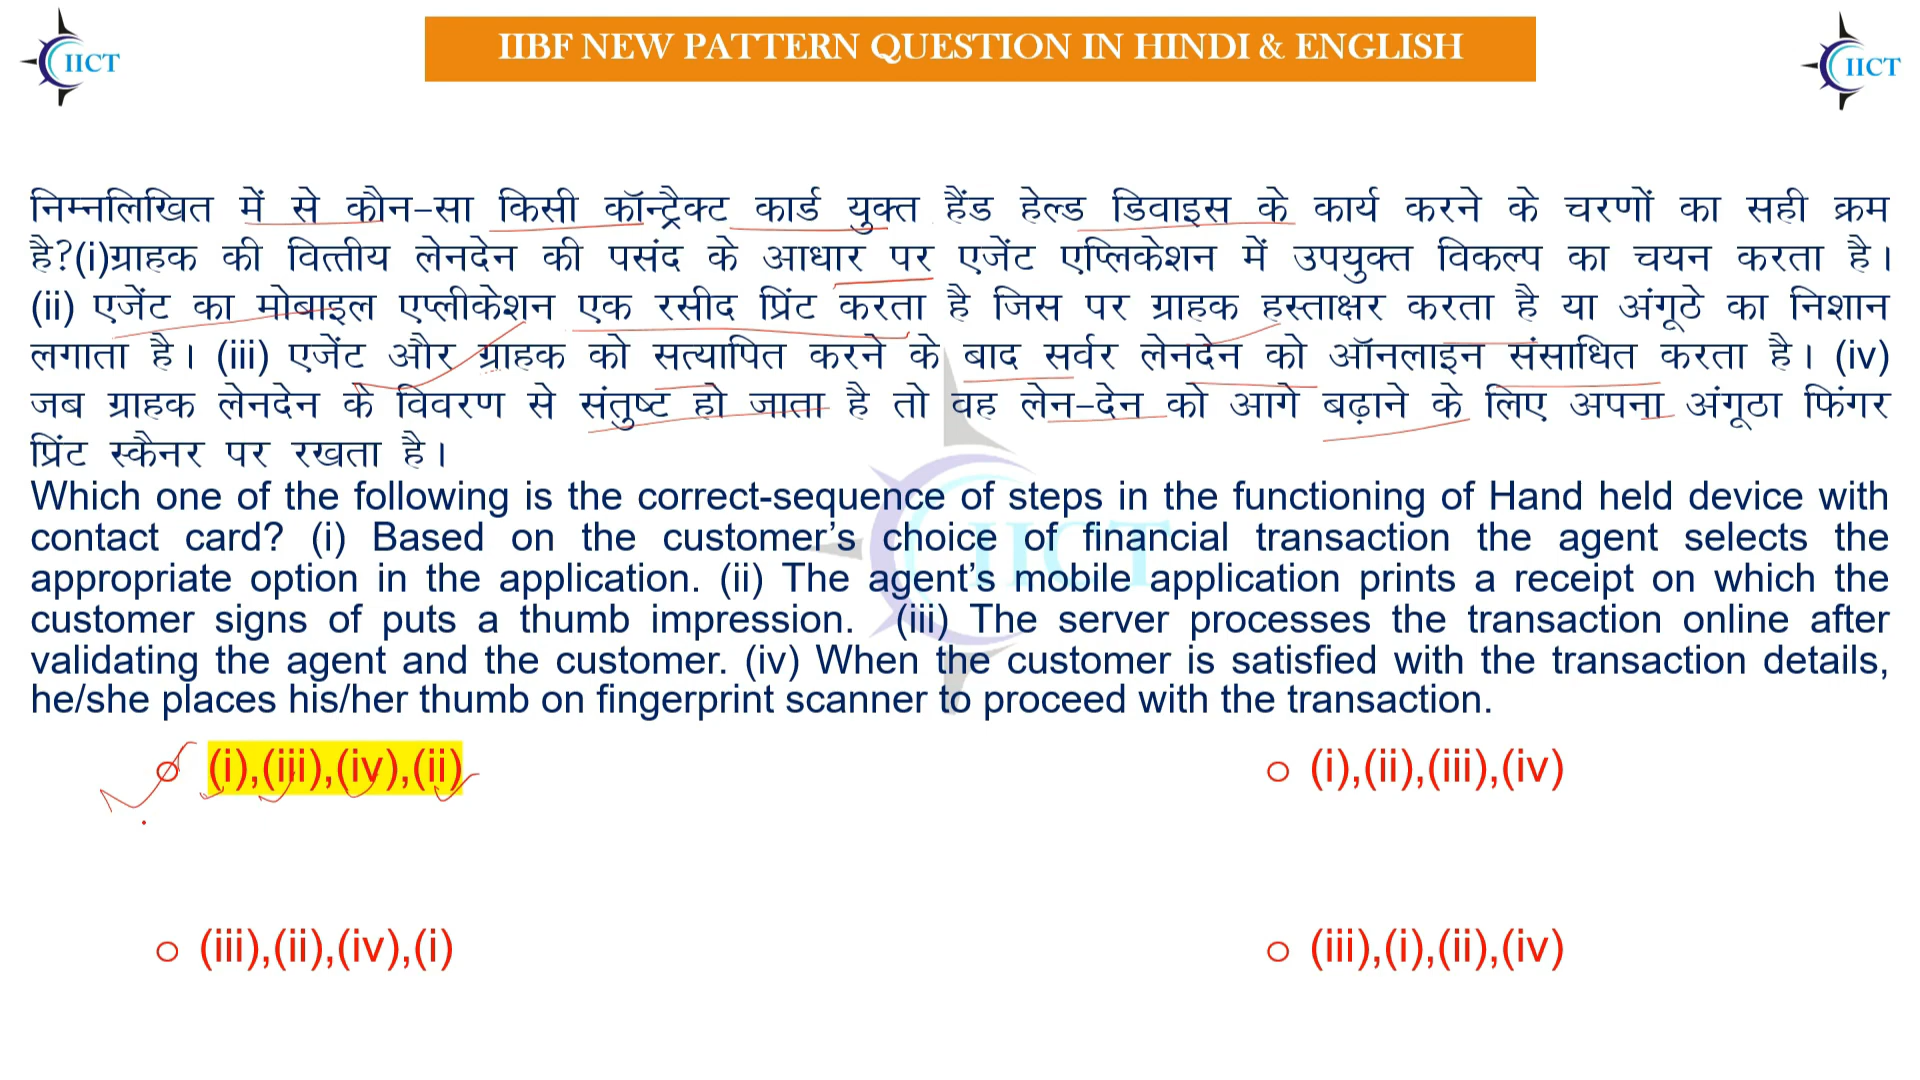 IICT
IIBF NEW PATTERN QUESTION IN HINDI & ENGLISH
IICT
निम्नलिखित में से कौन-सा किसी कॉन्ट्रैक्ट कार्ड युक्त हैंड हेल्ड डिवाइस के कार्य करने के चरणों का सही क्रम
है?(i)ग्राहक की वित्तीय लेनदेन की पसंद के आधार पर एजेंट एप्लिकेशन में उपयुक्त विकल्प का चयन करता है।
(ii) एजेंट का मोबाइल एप्लीकेशन एक रसीद प्रिंट करता है जिस पर ग्राहक हस्ताक्षर करता है या अंगूठे का निशान
लगाता है। (iii) एजेंट और ग्राहक को सत्यापित करने के बाद सर्वर लेनदेन को ऑनलाइन संसाधित करता है। (iv)
जब ग्राहक लेनदेन के विवरण से संतुष्ट हो जाता है तो वह लेन-देन को आगे बढ़ाने के लिए अपना अंगूठा फिंगर
प्रिंट स्कैनर पर रखता है।
Which one of the following is the correct-sequence of steps in the functioning of Hand held device with
contact card? (i) Based on the customer’s choice of financial transaction the agent selects the
appropriate option in the application. (ii) The agent’s mobile application prints a receipt on which the
customer signs of puts a thumb impression. (iii) The server processes the transaction online after
validating the agent and the customer. (iv) When the customer is satisfied with the transaction details,
he/she places his/her thumb on fingerprint scanner to proceed with the transaction.
IICT
(i),(iii),(iv),(ii)
(i),(ii),(iii),(iv)
(iii),(ii),(iv),(i)
(iii),(i),(ii),(iv)